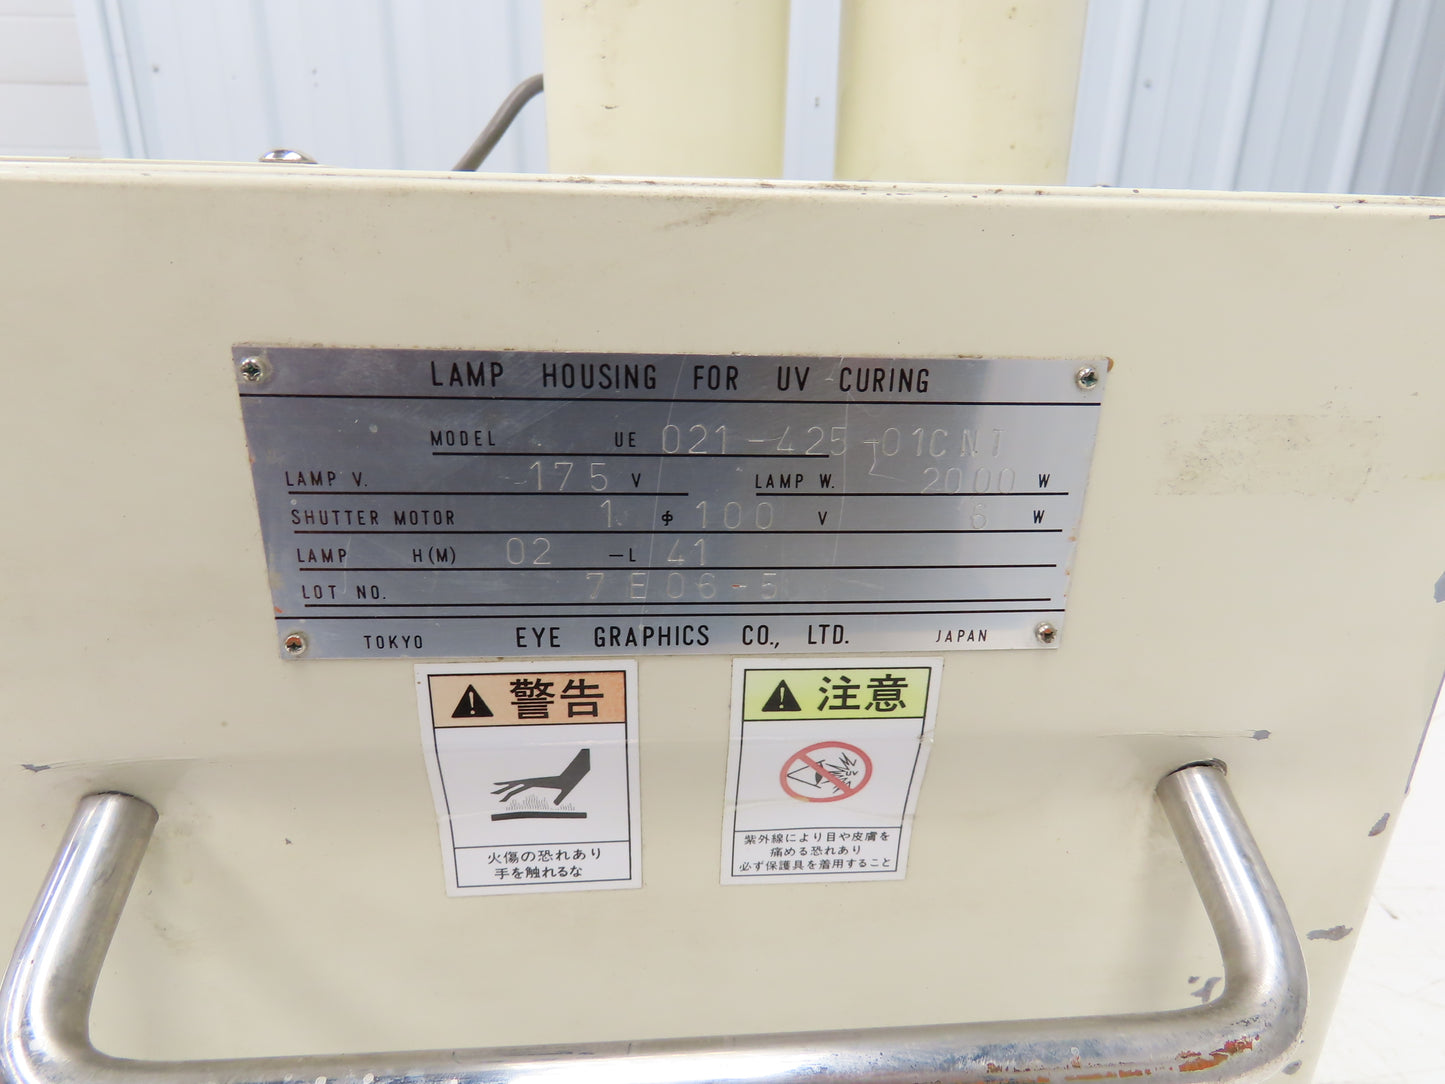 LAMP HOUSING FOR UV CURING
MODEL UE 021-425-01CNT
LAMP V. 175 V LAMP W. 2000 W
SHUTTER MOTOR 1 ϕ 100 V 6 W
LAMP H(M) 02 -L 41
LOT NO. 7E06-5
TOKYO EYE GRAPHICS CO., LTD. JAPAN
警告
火傷の恐れあり
手を触れるな
注意
UV
紫外線により目や皮膚を
痛める恐れあり
必ず保護具を着用すること